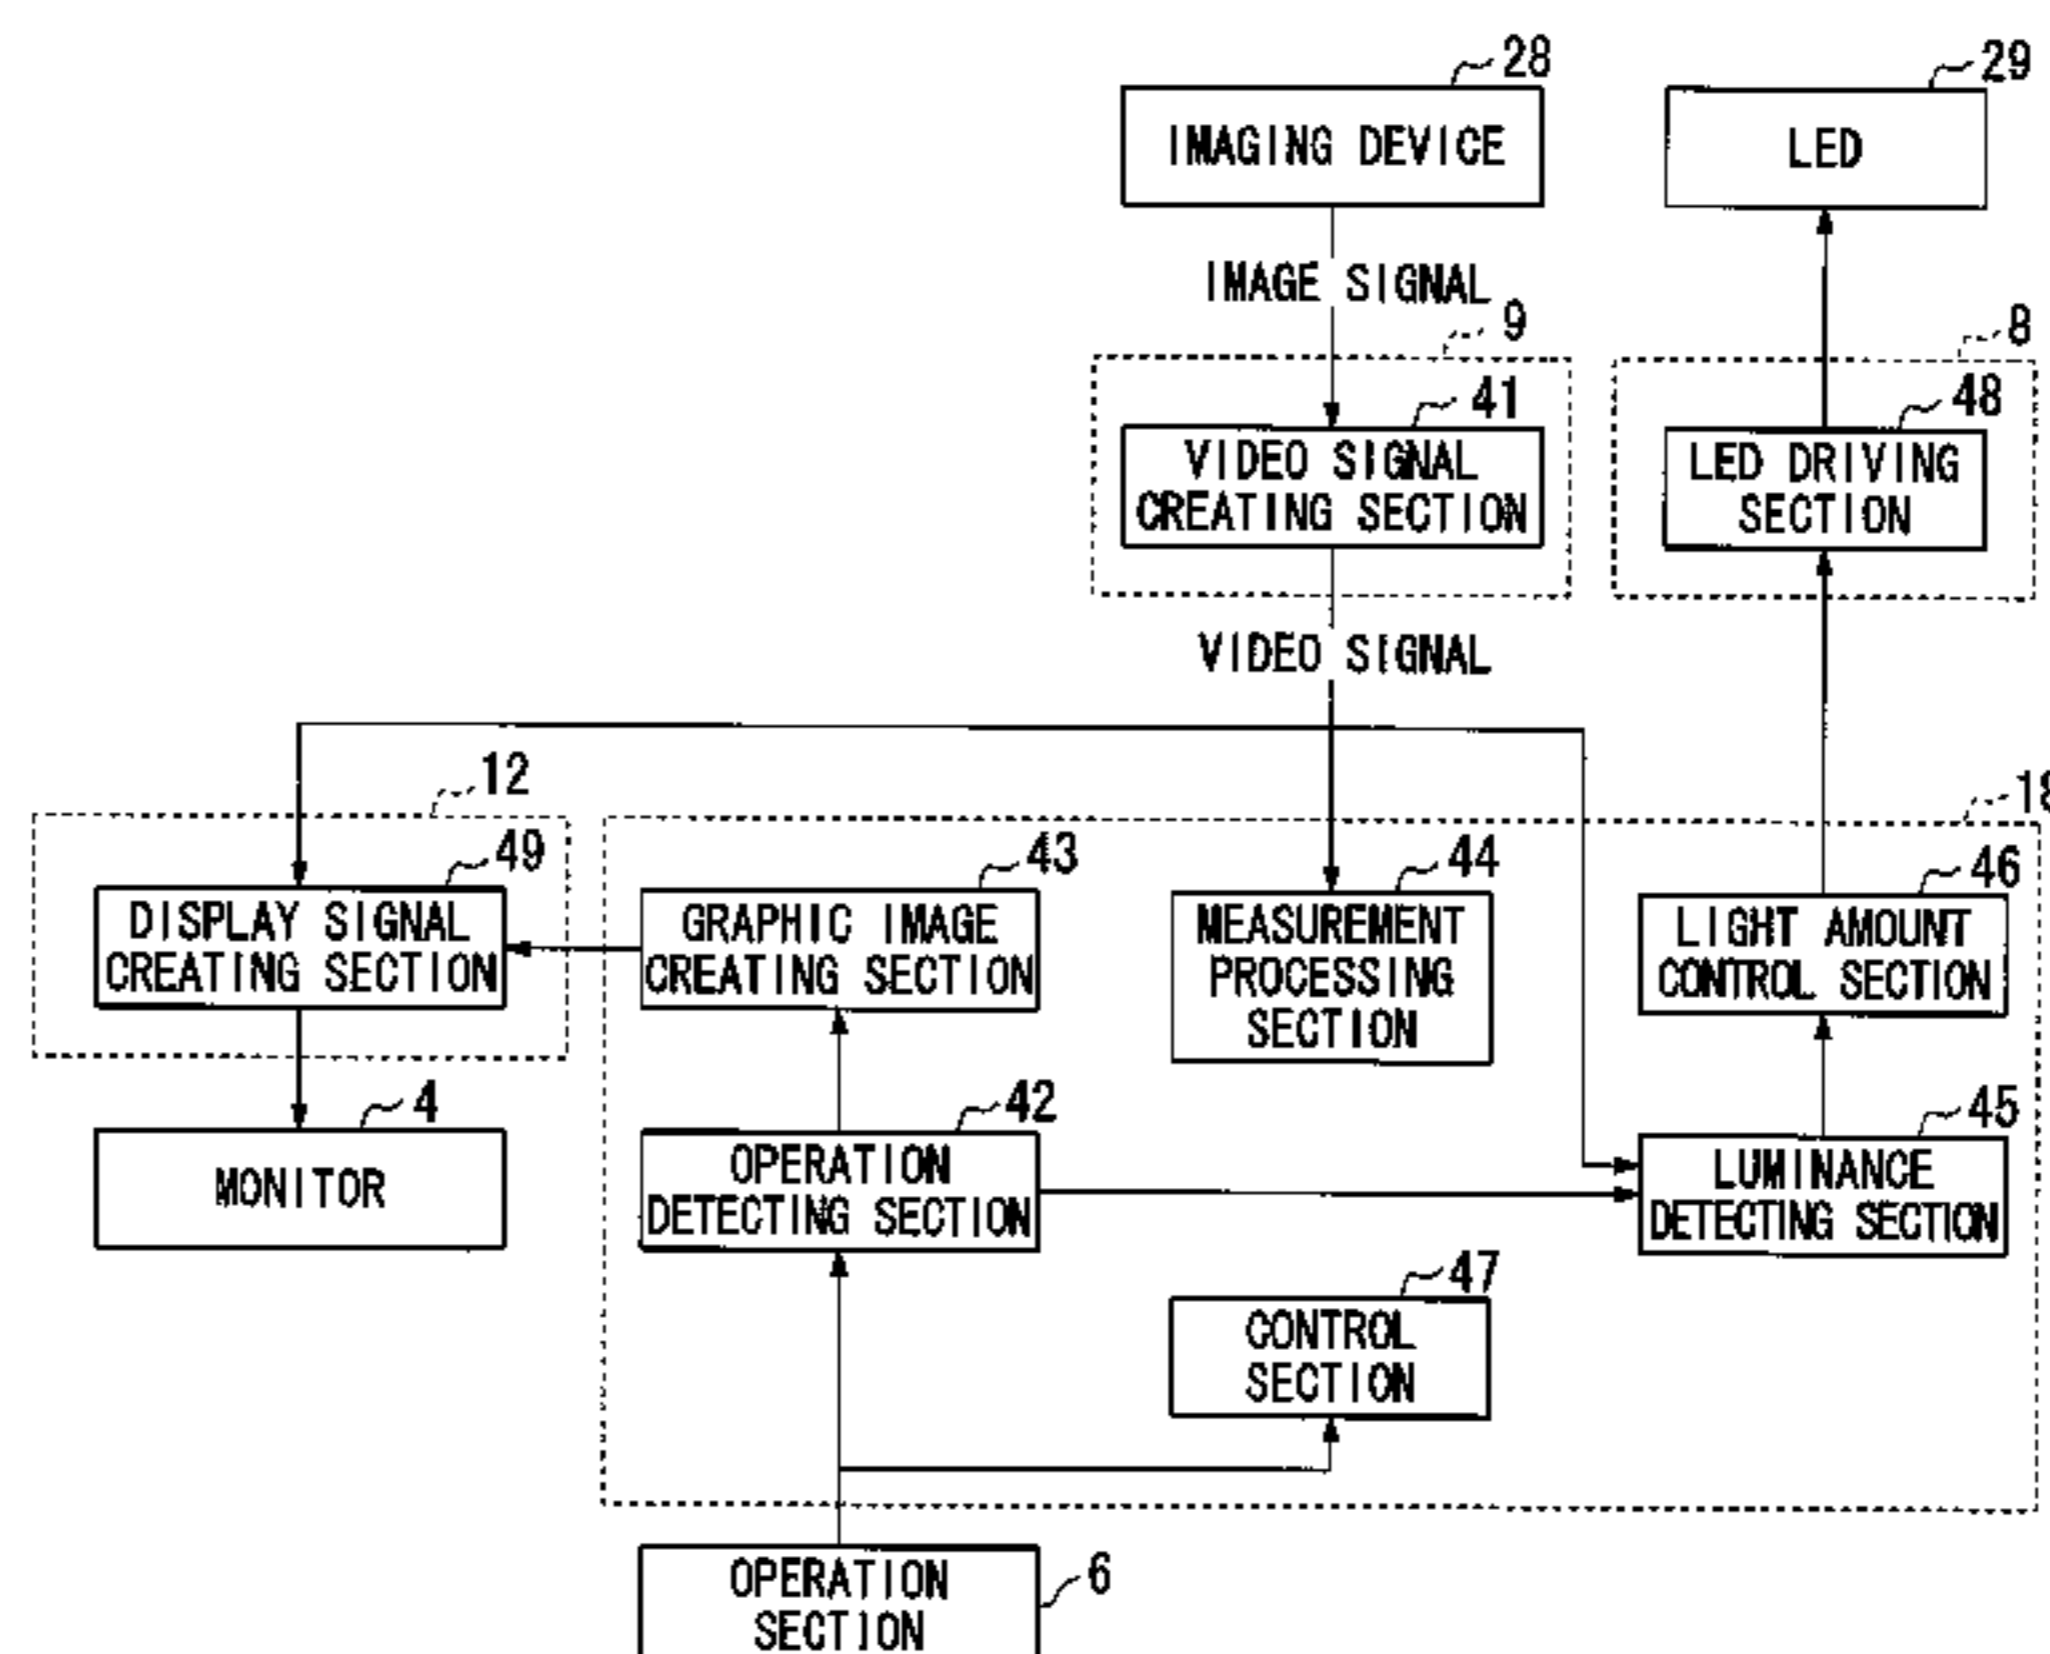 28
29
IMAGING DEVICE
LED
IMAGE SIGNAL
9
8
41
48
VIDEO SIGNAL
CREATING SECTION
LED DRIVING
SECTION
VIDEO SIGNAL
12
18
49
43
44
46
DISPLAY SIGNAL
CREATING SECTION
GRAPHIC IMAGE
CREATING SECTION
MEASUREMENT
PROCESSING
SECTION
LIGHT AMOUNT
CONTROL SECTION
4
42
45
MONITOR
OPERATION
DETECTING SECTION
LUMINANCE
DETECTING SECTION
47
CONTROL
SECTION
6
OPERATION
SECTION